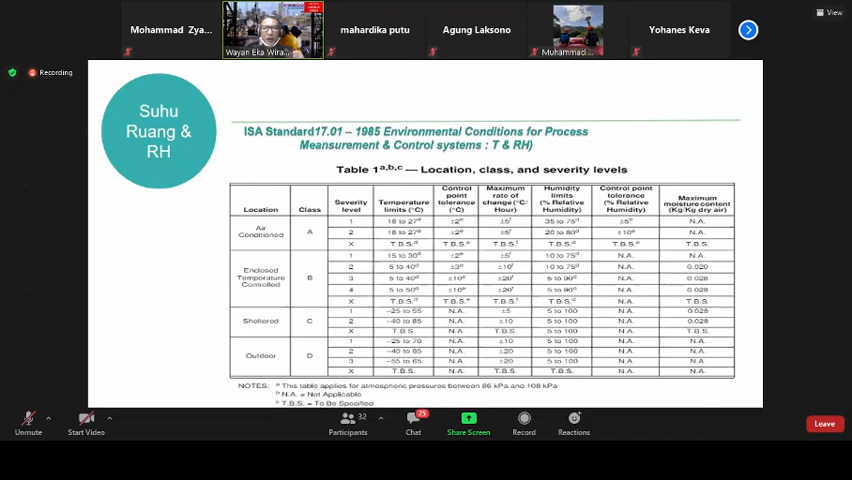 View
Mohammad Zya...
Wayan Eka Wira...
mahardika putu
Agung Laksono
Muhammad ...
Yohanes Keva
Recording
Suhu
Ruang &
RH
ISA Standard17.01 – 1985 Environmental Conditions for Process
Meansurement & Control systems : T & RH)
Table 1a,b,c — Location, class, and severity levels
Location Class Severity level Temperature limits (°C) Control point tolerance (°C) Maximum rate of change (°C/Hour) Humidity limits (% Relative Humidity) Control point tolerance (% Relative Humidity) Maximum moisture content (Kg/Kg dry air)
Air Conditioned A 1 18 to 27d ±2e ±5f 35 to 75d ±5e N.A.
2 18 to 27d ±2e ±5f 20 to 80d ±10e N.A.
X T.B.S.d T.B.S.e T.B.S.f T.B.S.d T.B.S.e T.B.S.
Enclosed Temperature Controlled B 1 15 to 30d ±2e ±5f 10 to 75d N.A. N.A.
2 5 to 40d ±3e ±10f 10 to 75d N.A. 0.020
3 5 to 40d ±10e ±20f 5 to 90d N.A. 0.028
4 5 to 50d ±10e ±20f 5 to 90d N.A. 0.028
X T.B.S.d T.B.S.e T.B.S.f T.B.S.d N.A. T.B.S.
Sheltered C 1 –25 to 55 N.A. ±5 5 to 100 N.A. 0.028
2 –40 to 85 N.A. ±10 5 to 100 N.A. 0.028
X T.B.S. N.A. T.B.S. 5 to 100 N.A. T.B.S.
Outdoor D 1 –25 to 70 N.A. ±10 5 to 100 N.A. N.A.
2 –40 to 85 N.A. ±20 5 to 100 N.A. N.A.
3 –55 to 65 N.A. ±20 5 to 100 N.A. N.A.
X T.B.S. N.A. T.B.S. T.B.S. N.A. N.A.
NOTES: a This table applies for atmospheric pressures between 86 kPa and 108 kPa
b N.A. = Not Applicable
c T.B.S. = To Be Specified
32
25
Unmute
Start Video
Participants
Chat
Share Screen
Record
Reactions
Leave